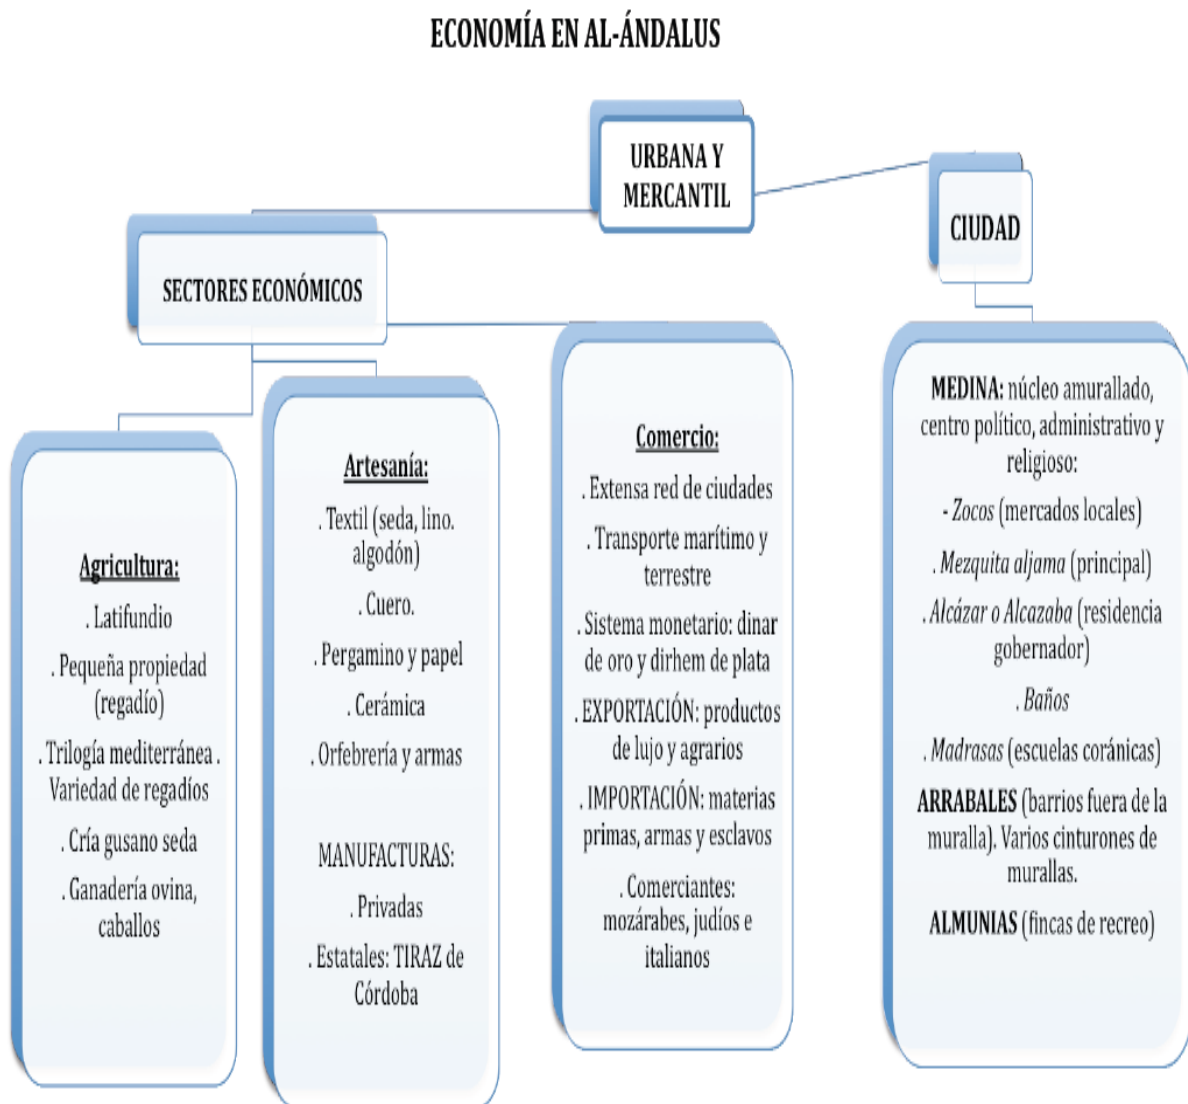 ECONOMÍA EN AL-ÁNDALUS
URBANA Y
MERCANTIL
CIUDAD
SECTORES ECONÓMICOS
Agricultura:
. Latifundio
. Pequeña propiedad
(regadío)
. Trilogía mediterránea .
Variedad de regadíos
. Cría gusano seda
. Ganadería ovina,
caballos
Artesanía:
. Textil (seda, lino.
algodón)
. Cuero.
. Pergamino y papel
. Cerámica
. Orfebrería y armas
MANUFACTURAS:
. Privadas
. Estatales: TIRAZ de
Córdoba
Comercio:
. Extensa red de ciudades
. Transporte marítimo y
terrestre
. Sistema monetario: dinar
de oro y dirhem de plata
. EXPORTACIÓN: productos
de lujo y agrarios
. IMPORTACIÓN: materias
primas, armas y esclavos
. Comerciantes:
mozárabes, judíos e
italianos
MEDINA: núcleo amurallado,
centro político, administrativo y
religioso:
- Zocos (mercados locales)
. Mezquita aljama (principal)
. Alcázar o Alcazaba (residencia
gobernador)
. Baños
. Madrasas (escuelas coránicas)
ARRABALES (barrios fuera de la
muralla). Varios cinturones de
murallas.
ALMUNIAS (fincas de recreo)